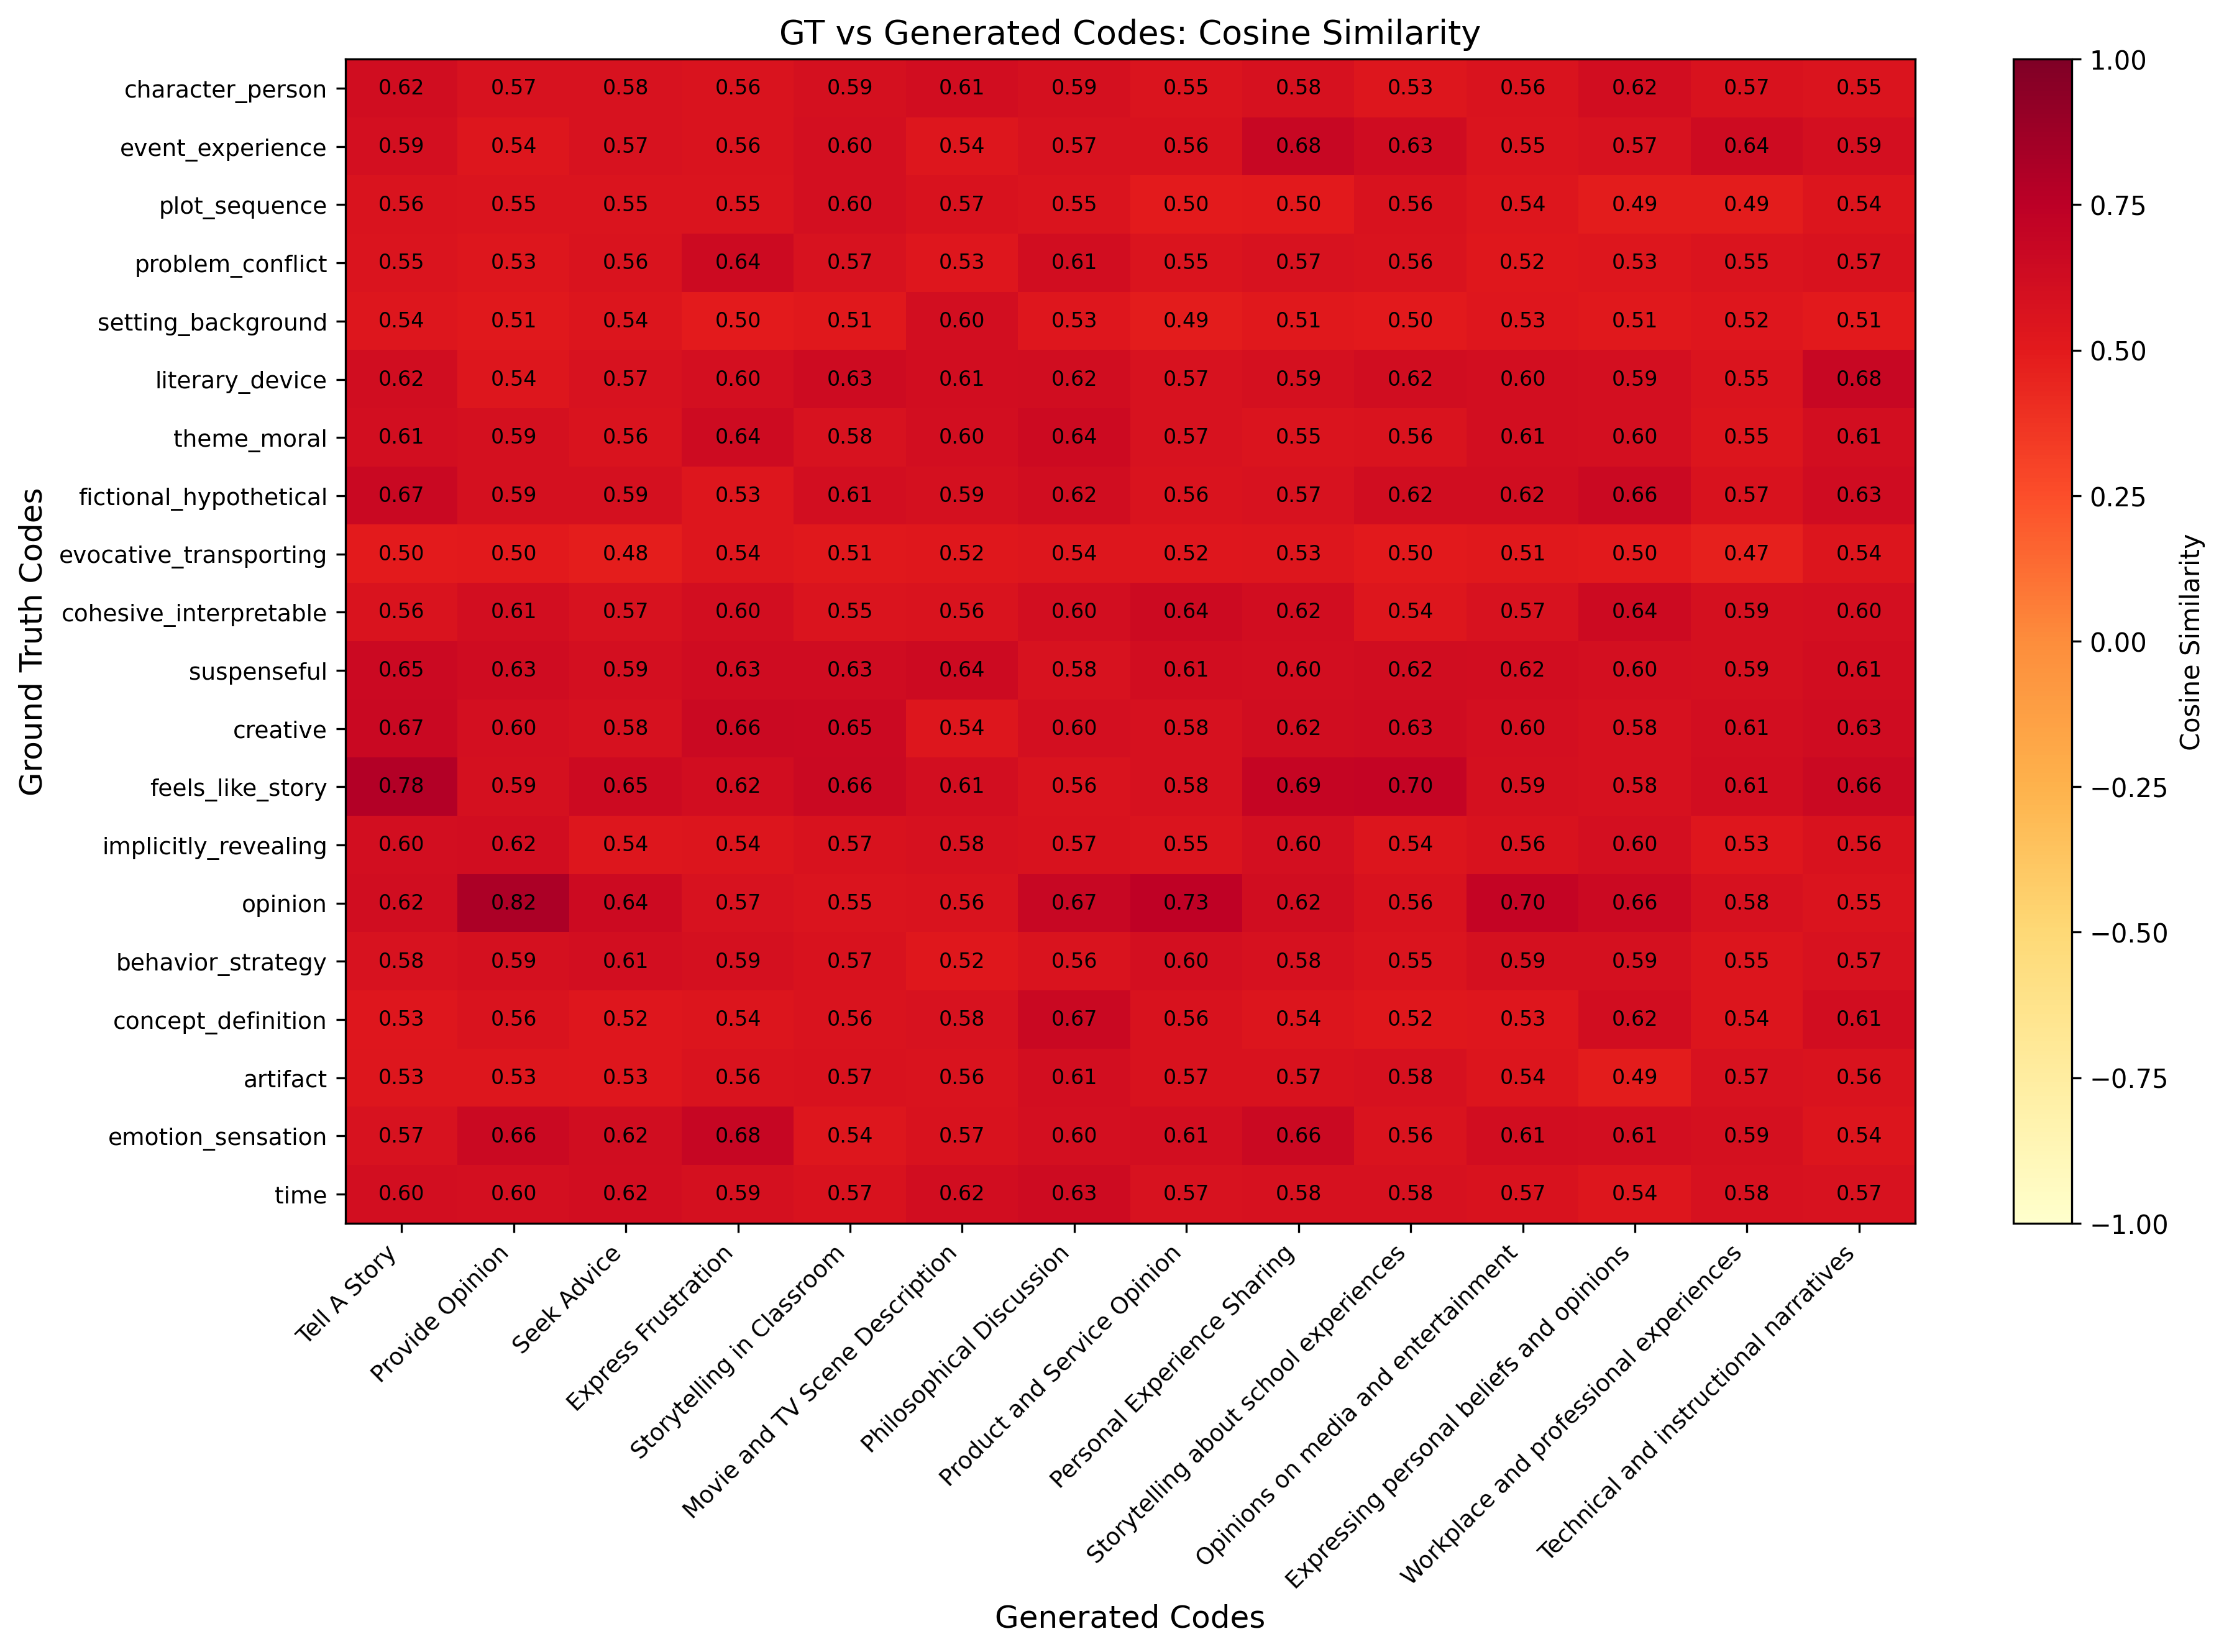 GT vs Generated Codes: Cosine Similarity
Ground Truth Codes
character_person 0.62 0.57 0.58 0.56 0.59 0.61 0.59 0.55 0.58 0.53 0.56 0.62 0.57 0.55
event_experience 0.59 0.54 0.57 0.56 0.60 0.54 0.57 0.56 0.68 0.63 0.55 0.57 0.64 0.59
plot_sequence 0.56 0.55 0.55 0.55 0.60 0.57 0.55 0.50 0.50 0.56 0.54 0.49 0.49 0.54
problem_conflict 0.55 0.53 0.56 0.64 0.57 0.53 0.61 0.55 0.57 0.56 0.52 0.53 0.55 0.57
setting_background 0.54 0.51 0.54 0.50 0.51 0.60 0.53 0.49 0.51 0.50 0.53 0.51 0.52 0.51
literary_device 0.62 0.54 0.57 0.60 0.63 0.61 0.62 0.57 0.59 0.62 0.60 0.59 0.55 0.68
theme_moral 0.61 0.59 0.56 0.64 0.58 0.60 0.64 0.57 0.55 0.56 0.61 0.60 0.55 0.61
fictional_hypothetical 0.67 0.59 0.59 0.53 0.61 0.59 0.62 0.56 0.57 0.62 0.62 0.66 0.57 0.63
evocative_transporting 0.50 0.50 0.48 0.54 0.51 0.52 0.54 0.52 0.53 0.50 0.51 0.50 0.47 0.54
cohesive_interpretable 0.56 0.61 0.57 0.60 0.55 0.56 0.60 0.64 0.62 0.54 0.57 0.64 0.59 0.60
suspenseful 0.65 0.63 0.59 0.63 0.63 0.64 0.58 0.61 0.60 0.62 0.62 0.60 0.59 0.61
creative 0.67 0.60 0.58 0.66 0.65 0.54 0.60 0.58 0.62 0.63 0.60 0.58 0.61 0.63
feels_like_story 0.78 0.59 0.65 0.62 0.66 0.61 0.56 0.58 0.69 0.70 0.59 0.58 0.61 0.66
implicitly_revealing 0.60 0.62 0.54 0.54 0.57 0.58 0.57 0.55 0.60 0.54 0.56 0.60 0.53 0.56
opinion 0.62 0.82 0.64 0.57 0.55 0.56 0.67 0.73 0.62 0.56 0.70 0.66 0.58 0.55
behavior_strategy 0.58 0.59 0.61 0.59 0.57 0.52 0.56 0.60 0.58 0.55 0.59 0.59 0.55 0.57
concept_definition 0.53 0.56 0.52 0.54 0.56 0.58 0.67 0.56 0.54 0.52 0.53 0.62 0.54 0.61
artifact 0.53 0.53 0.53 0.56 0.57 0.56 0.61 0.57 0.57 0.58 0.54 0.49 0.57 0.56
emotion_sensation 0.57 0.66 0.62 0.68 0.54 0.57 0.60 0.61 0.66 0.56 0.61 0.61 0.59 0.54
time 0.60 0.60 0.62 0.59 0.57 0.62 0.63 0.57 0.58 0.58 0.57 0.54 0.58 0.57
Tell A Story
Provide Opinion
Seek Advice
Express Frustration
Storytelling in Classroom
Movie and TV Scene Description
Philosophical Discussion
Product and Service Opinion
Personal Experience Sharing
Storytelling about school experiences
Opinions on media and entertainment
Expressing personal beliefs and opinions
Workplace and professional experiences
Technical and instructional narratives
Generated Codes
1.00
0.75
0.50
0.25
0.00
−0.25
−0.50
−0.75
−1.00
Cosine Similarity